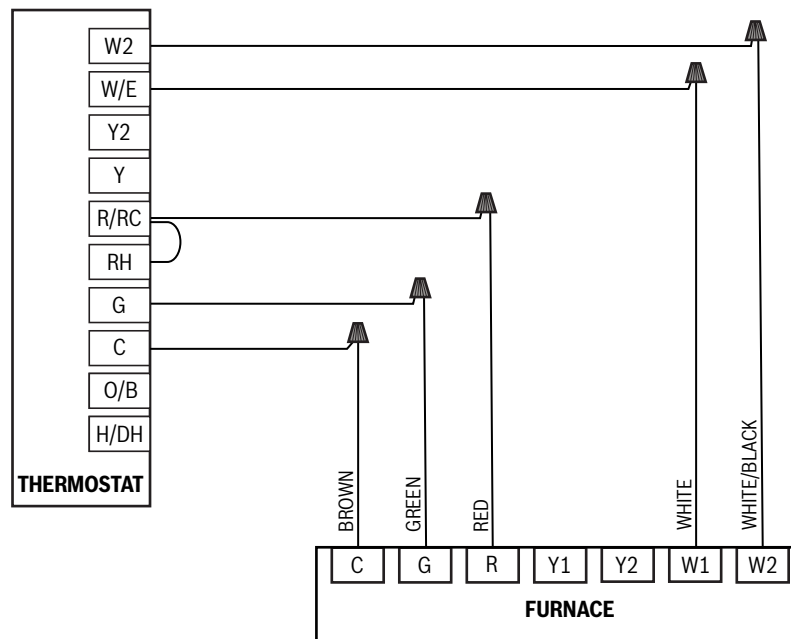 W2
W/E
Y2
Y
R/RC
RH
G
C
O/B
H/DH
THERMOSTAT
BROWN
GREEN
RED
WHITE
WHITE/BLACK
C
G
R
Y1
Y2
W1
W2
FURNACE